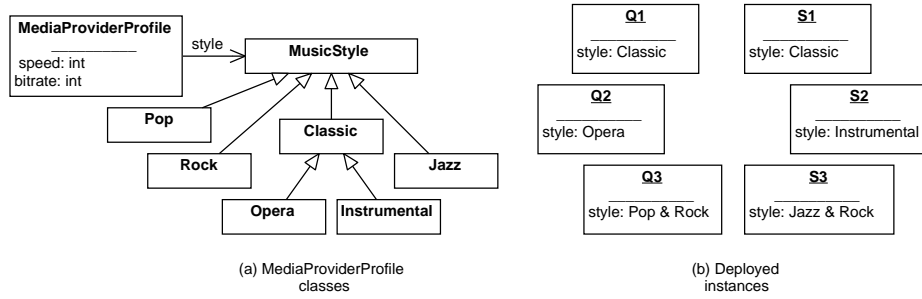 MediaProviderProfile
speed: int
bitrate: int
style
MusicStyle
Pop
Classic
Rock
Jazz
Opera
Instrumental
(a) MediaProviderProfile
classes
Q1
style: Classic
S1
style: Classic
Q2
style: Opera
S2
style: Instrumental
Q3
style: Pop & Rock
S3
style: Jazz & Rock
(b) Deployed
instances